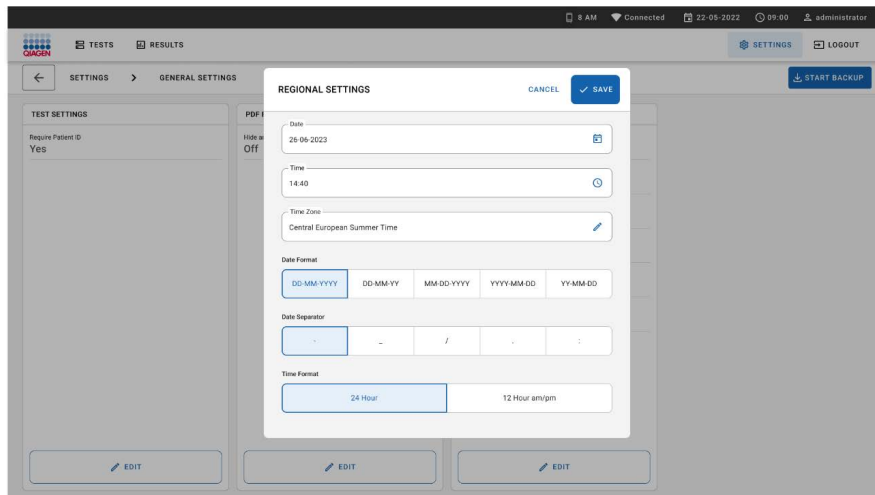 8 AM Connected 22-05-2022 09:00 administrator
QIAGEN TESTS RESULTS SETTINGS LOGOUT
SETTINGS > GENERAL SETTINGS START BACKUP
REGIONAL SETTINGS CANCEL SAVE
TEST SETTINGS
PDF
Require Patient ID
Yes
Hide
Off
Date
26-06-2023
Time
14:40
Time Zone
Central European Summer Time
Date Format
DD-MM-YYYY DD-MM-YY MM-DD-YYYY YYYY-MM-DD YY-MM-DD
Date Separator
- _ / . :
Time Format
24 Hour 12 Hour am/pm
EDIT EDIT EDIT